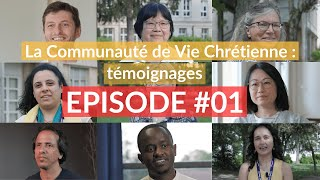 La Communauté de Vie Chrétienne :
témoignages
EPISODE #01